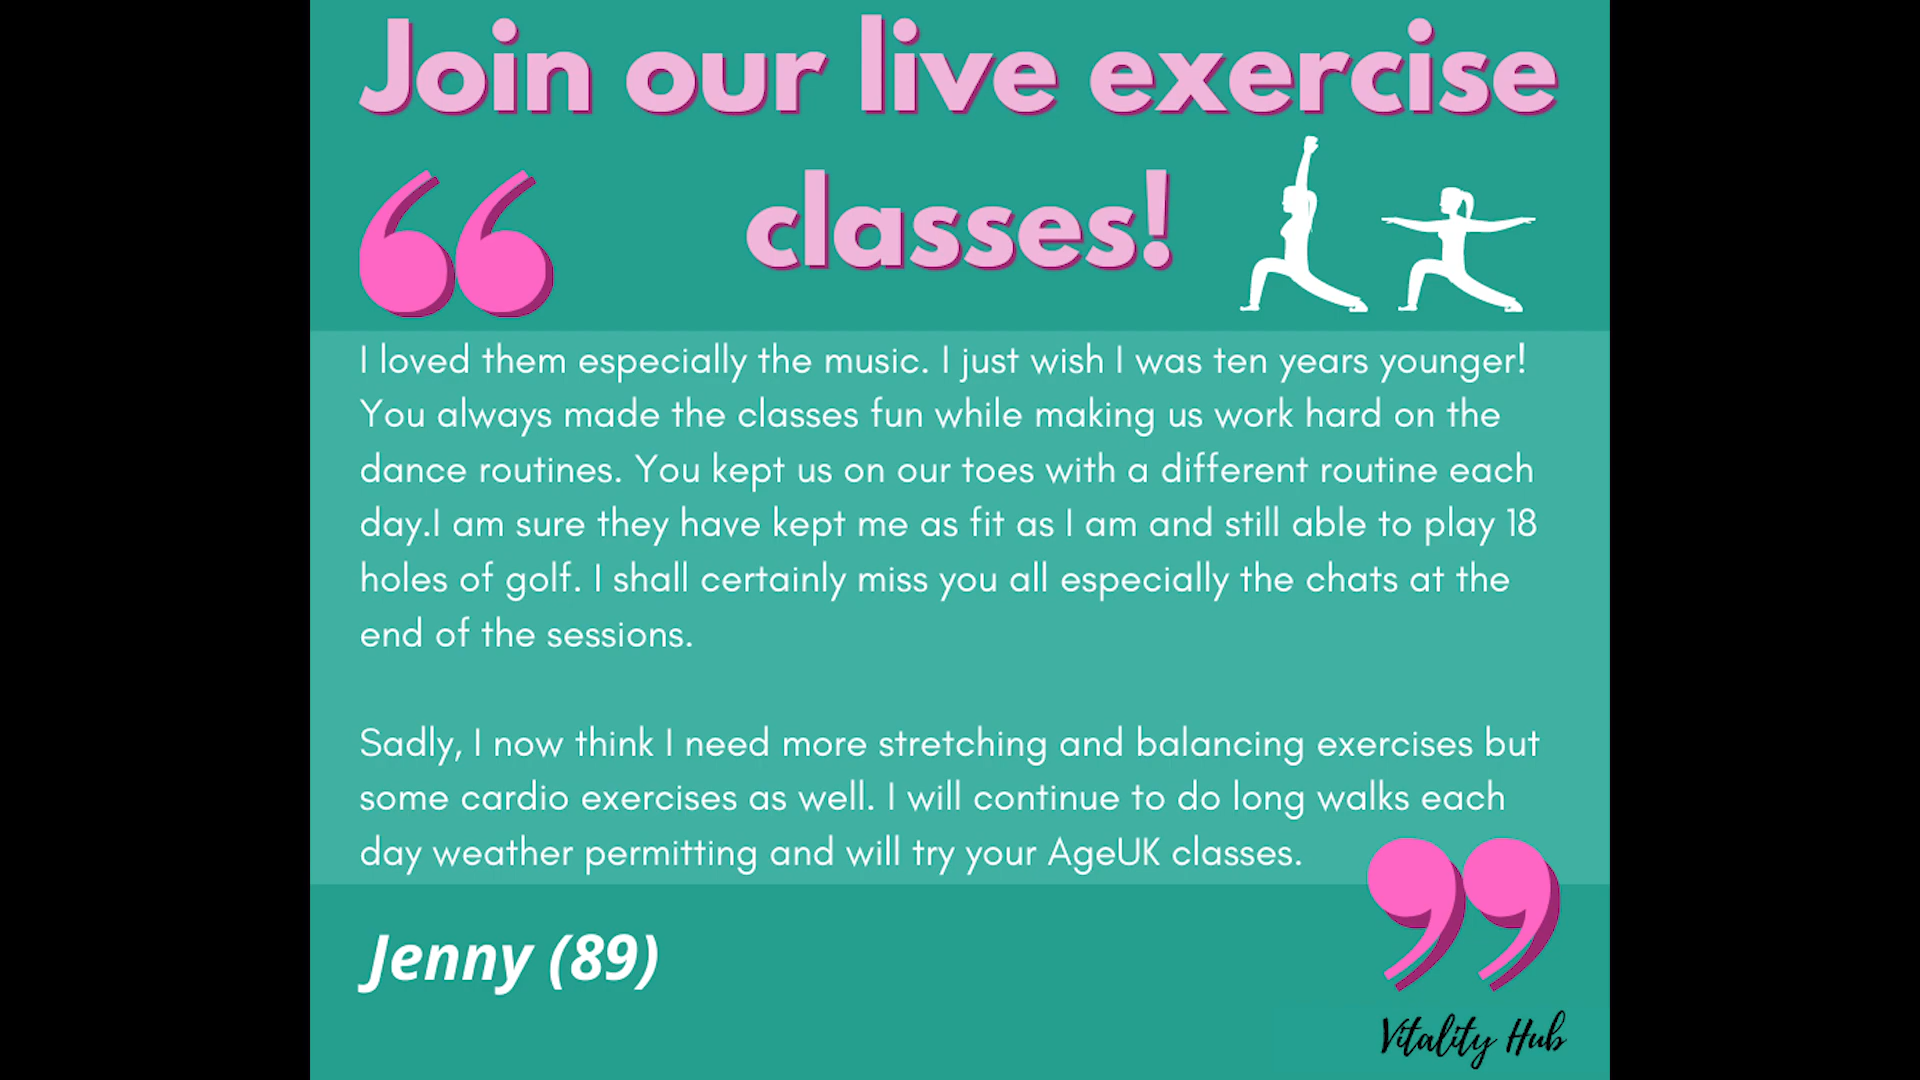 Join our live exercise
classes!
I loved them especially the music. I just wish I was ten years younger!
You always made the classes fun while making us work hard on the
dance routines. You kept us on our toes with a different routine each
day.I am sure they have kept me as fit as I am and still able to play 18
holes of golf. I shall certainly miss you all especially the chats at the
end of the sessions.
Sadly, I now think I need more stretching and balancing exercises but
some cardio exercises as well. I will continue to do long walks each
day weather permitting and will try your AgeUK classes.
Jenny (89)
Vitality Hub